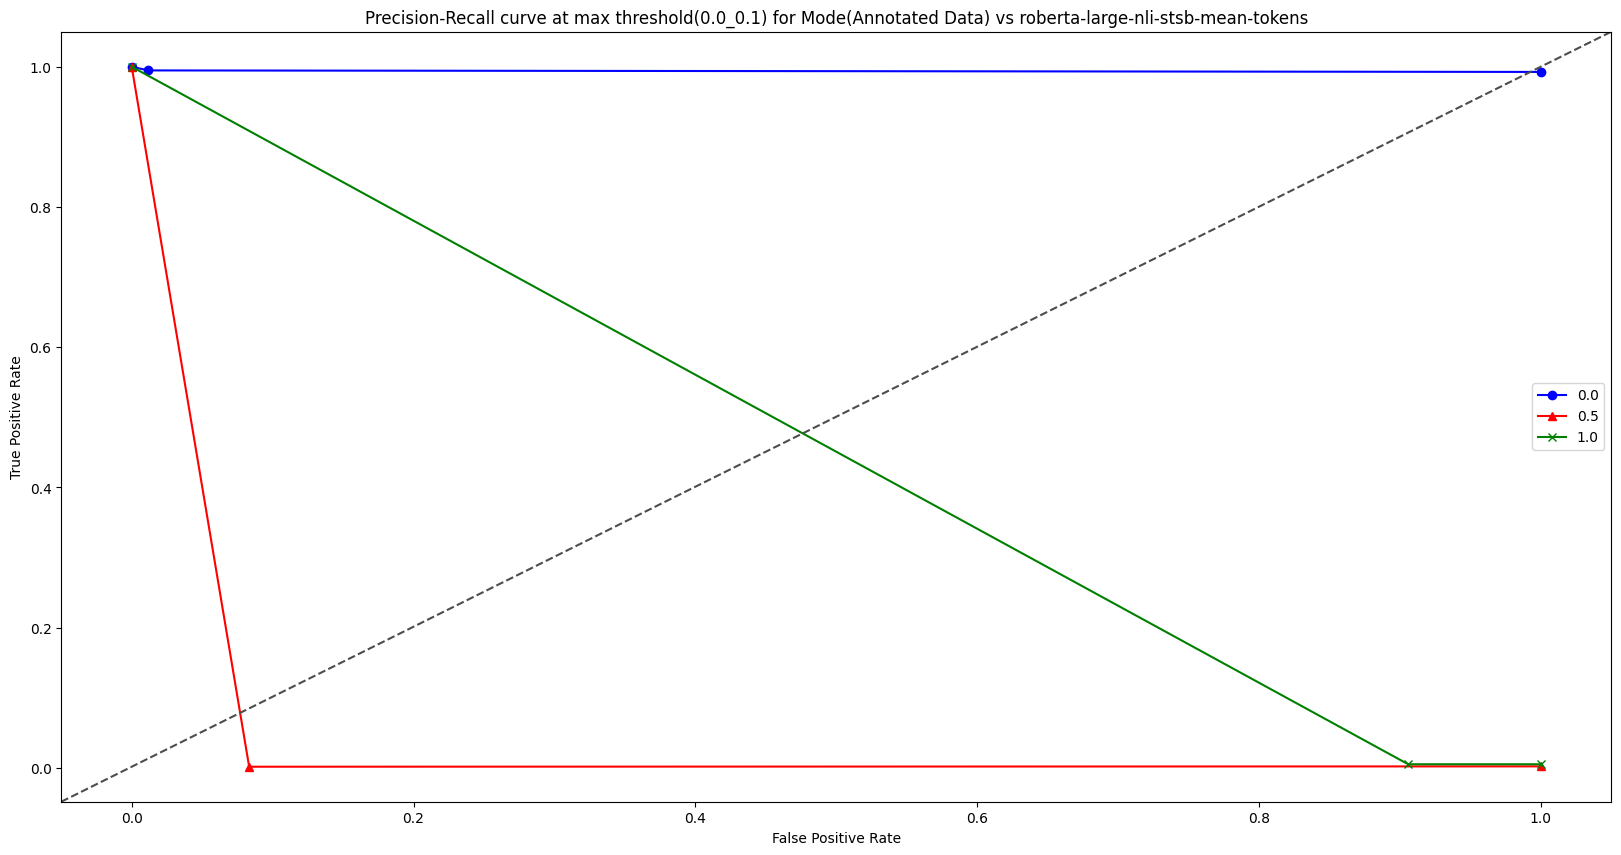 Precision-Recall curve at max threshold(0.0_0.1) for Mode(Annotated Data) vs roberta-large-nli-stsb-mean-tokens
True Positive Rate
1.0
0.8
0.6
0.4
0.2
0.0
0.0
0.5
1.0
0.0 0.2 0.4 0.6 0.8 1.0
False Positive Rate